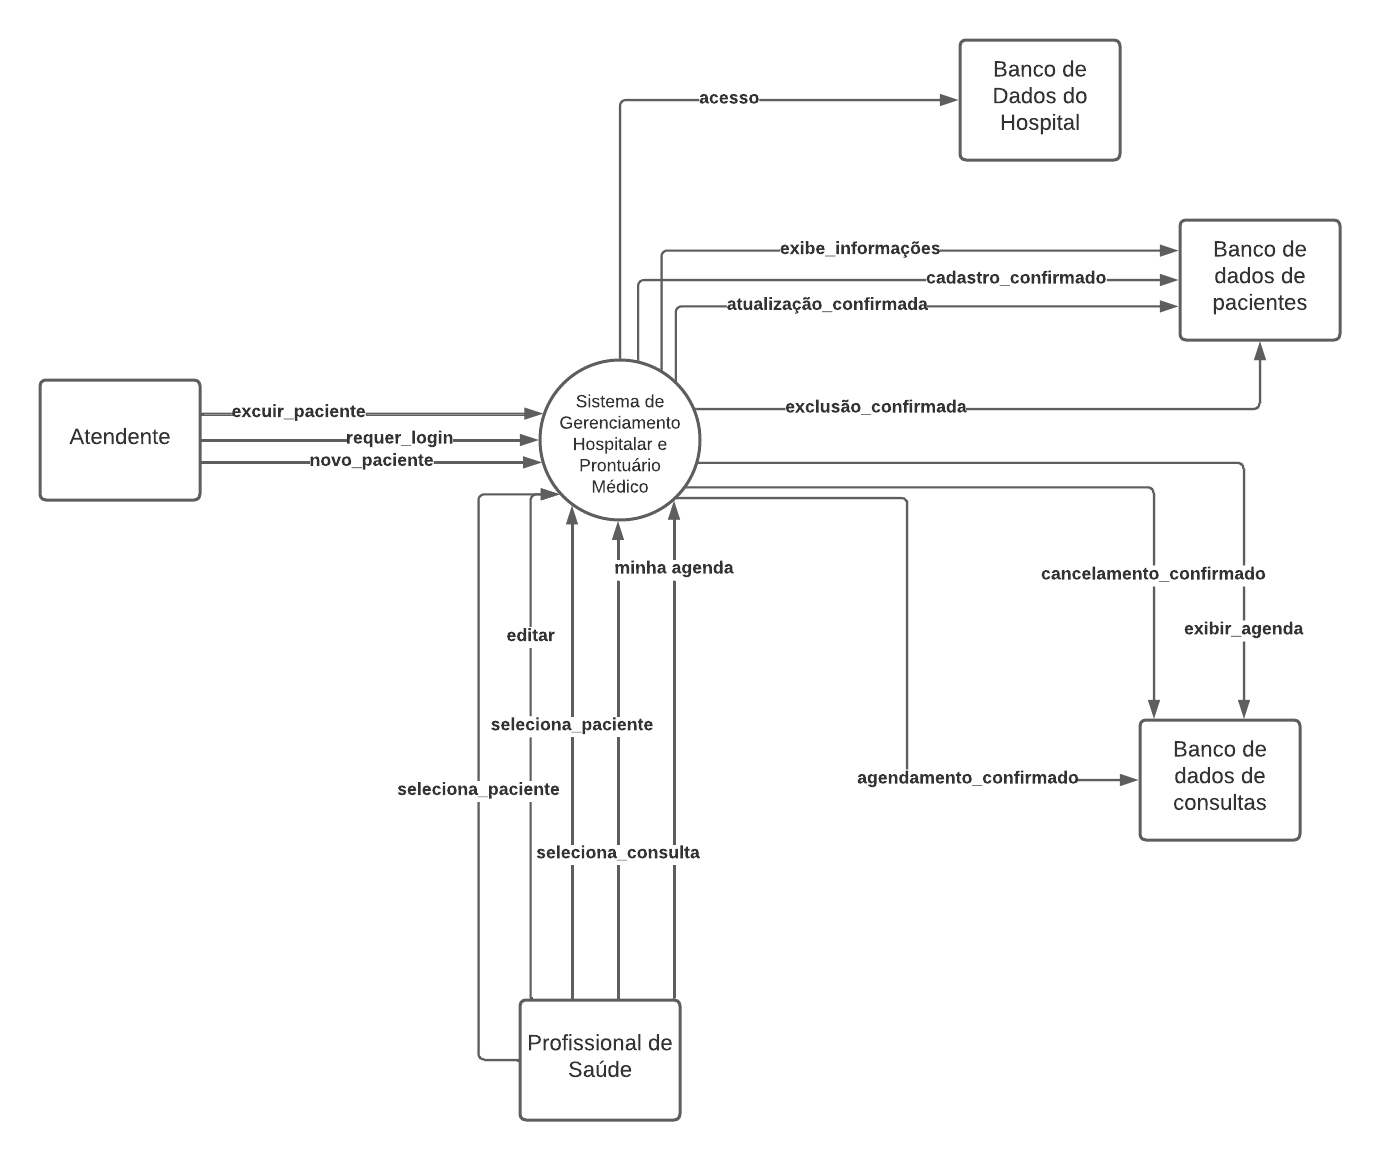 Banco de
Dados do
Hospital
acesso
Banco de
dados de
pacientes
exibe_informações
cadastro_confirmado
atualização_confirmada
exclusão_confirmada
Atendente
excuir_paciente
requer_login
novo_paciente
Sistema de
Gerenciamento
Hospitalar e
Prontuário
Médico
minha agenda
cancelamento_confirmado
exibir_agenda
editar
seleciona_paciente
seleciona_paciente
agendamento_confirmado
Banco de
dados de
consultas
seleciona_consulta
Profissional de
Saúde